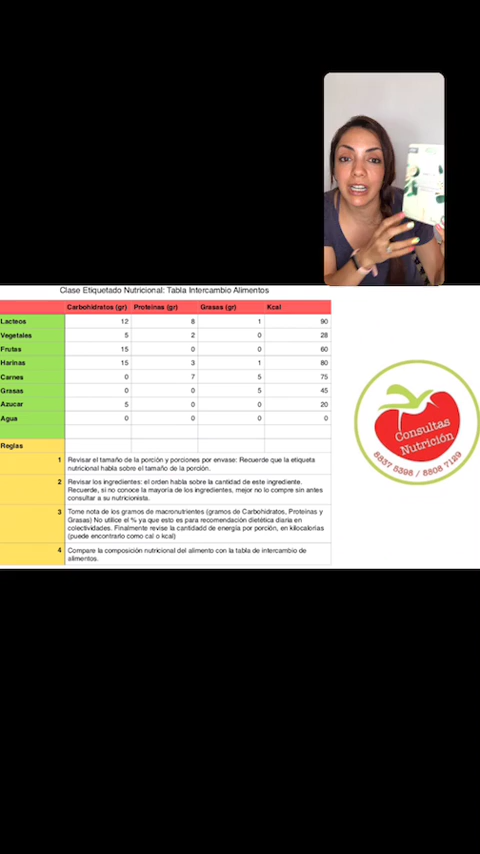 Clase Etiquetado Nutricional: Tabla Intercambio Alimentos
Carbohidratos (gr) Proteínas (gr) Grasas (gr) Kcal
Lacteos 12 8 1 90
Vegetales 5 2 0 28
Frutas 15 0 0 60
Harinas 15 3 1 80
Carnes 0 7 5 75
Grasas 0 0 5 45
Azucar 5 0 0 20
Agua 0 0 0 0
Reglas
1 Revisar el tamaño de la porción y porciones por envase: Recuerde que la etiqueta
nutricional habla sobre el tamaño de la porción.
2 Revisar los ingredientes: el orden habla sobre la cantidad de este ingrediente.
Recuerde, si no conoce la mayoría de los ingredientes, mejor no lo compre sin antes
consultar a su nutricionista.
3 Tome nota de los gramos de macronutrientes (gramos de Carbohidratos, Proteínas y
Grasas) No utilice el % ya que esto es para recomendación dietética diaria en
colectividades. Finalmente revise la cantidadd de energía por porción, en kilocalorías
(puede encontrarlo como cal o kcal)
4 Compare la composición nutricional del alimento con la tabla de intercambio de
alimentos.
Consultas
Nutrición
8837 5398 / 8808 7129